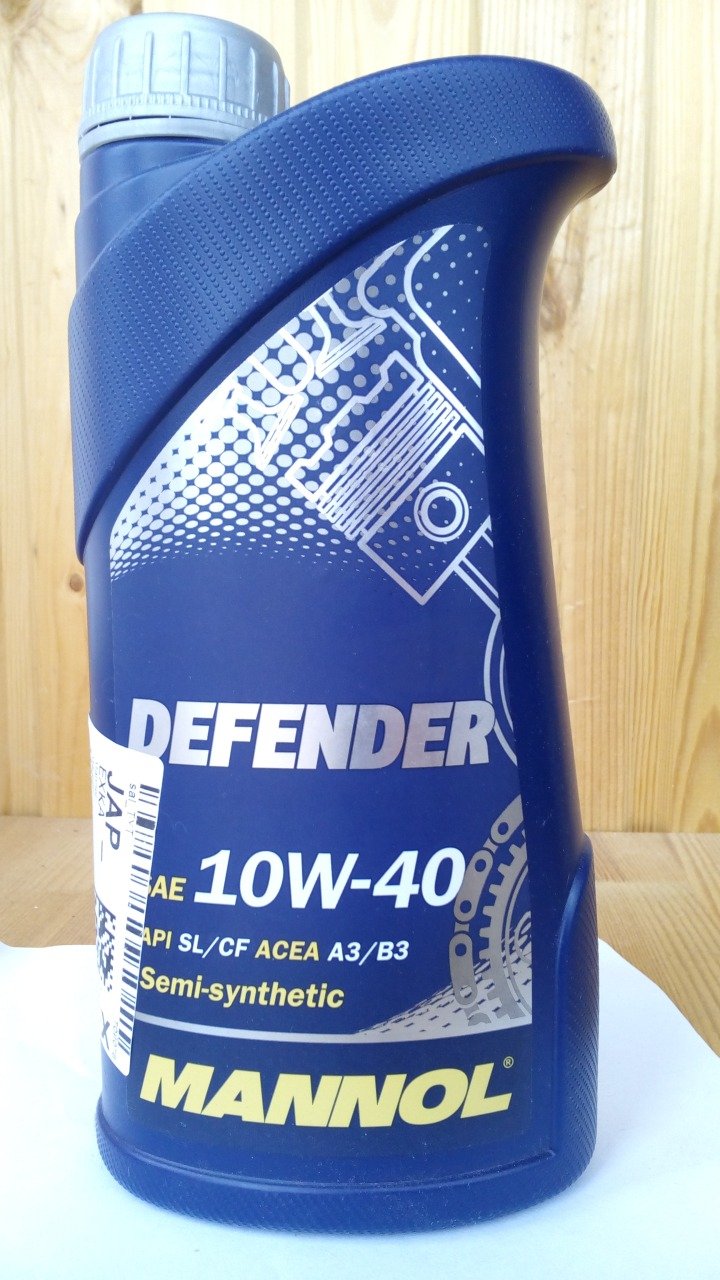 DEFENDER
SAE 10W-40
API SL/CF ACEA A3/B3
Semi-synthetic
MANNOL®
JAP